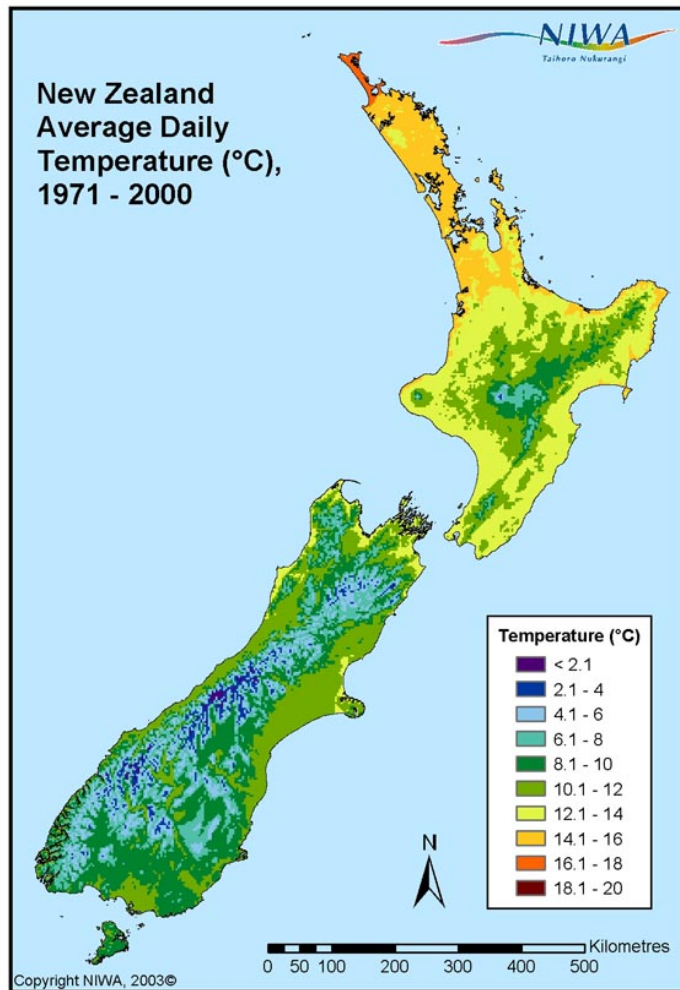 NIWA
Taihoro Nukurangi
New Zealand
Average Daily
Temperature (°C),
1971 - 2000
Temperature (°C)
< 2.1
2.1 - 4
4.1 - 6
6.1 - 8
8.1 - 10
10.1 - 12
12.1 - 14
14.1 - 16
16.1 - 18
18.1 - 20
N
Kilometres
0 50 100 200 300 400 500
Copyright NIWA, 2003©